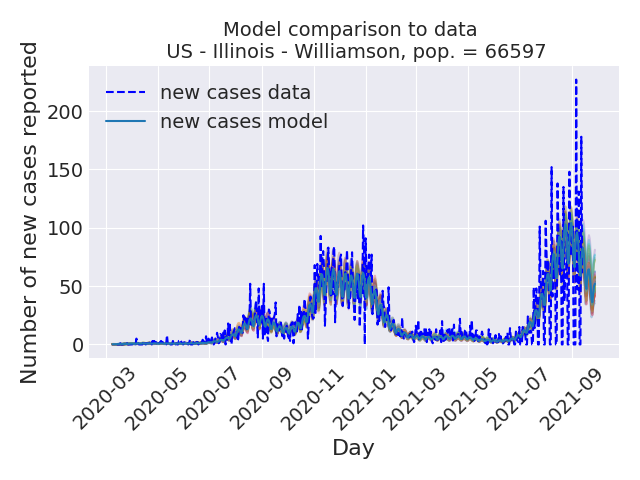 Model comparison to data
US - Illinois - Williamson, pop. = 66597
Number of new cases reported
new cases data
new cases model
200
150
100
50
0
2020-03
2020-05
2020-07
2020-09
2020-11
2021-01
2021-03
2021-05
2021-07
2021-09
Day